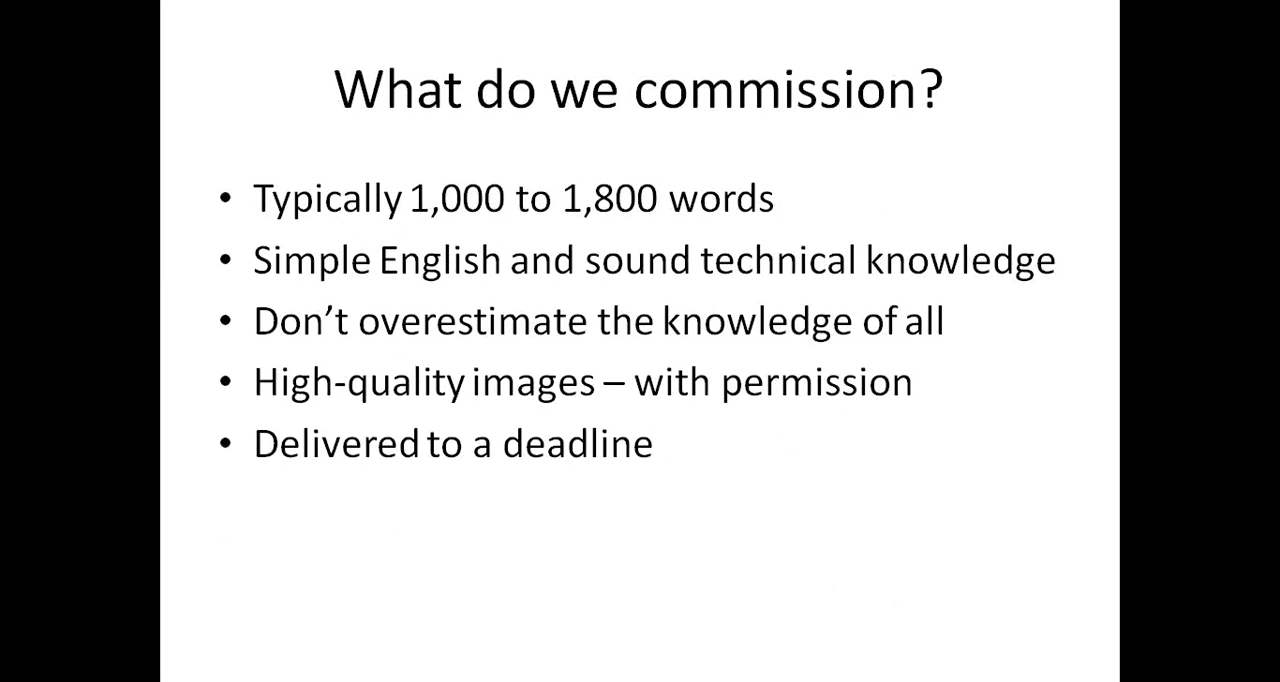 What do we commission?
• Typically 1,000 to 1,800 words
• Simple English and sound technical knowledge
• Don’t overestimate the knowledge of all
• High-quality images – with permission
• Delivered to a deadline